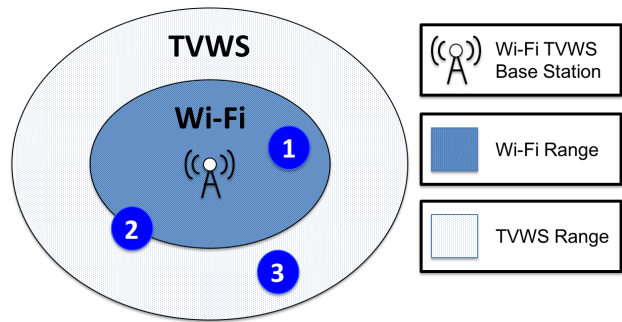 TVWS
Wi-Fi
1
2
3
Wi-Fi TVWS
Base Station
Wi-Fi Range
TVWS Range